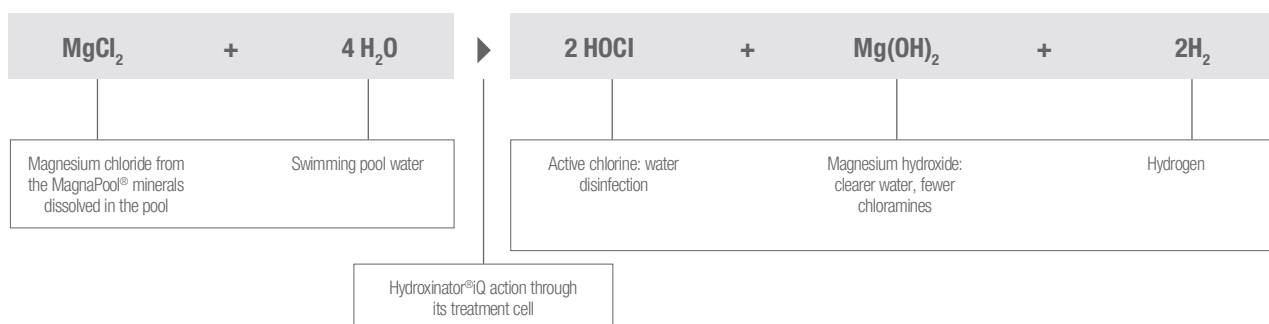 MgCl₂ + 4 H₂O ▶ 2 HOCl + Mg(OH)₂ + 2H₂
Magnesium chloride from
the MagnaPool® minerals
dissolved in the pool
Swimming pool water
Active chlorine: water
disinfection
Magnesium hydroxide:
clearer water, fewer
chloramines
Hydrogen
Hydroxinator®iQ action through
its treatment cell